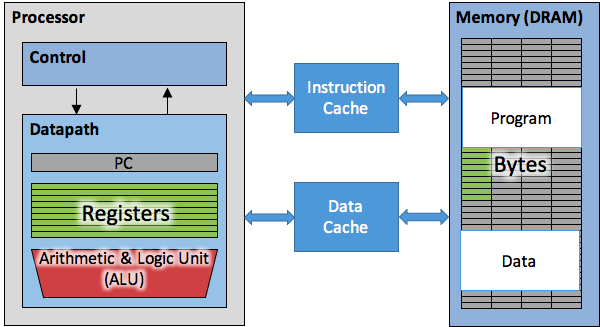 Processor
Control
Datapath
PC
Registers
Arithmetic & Logic Unit
(ALU)
Instruction
Cache
Data
Cache
Memory (DRAM)
Program
Bytes
Data